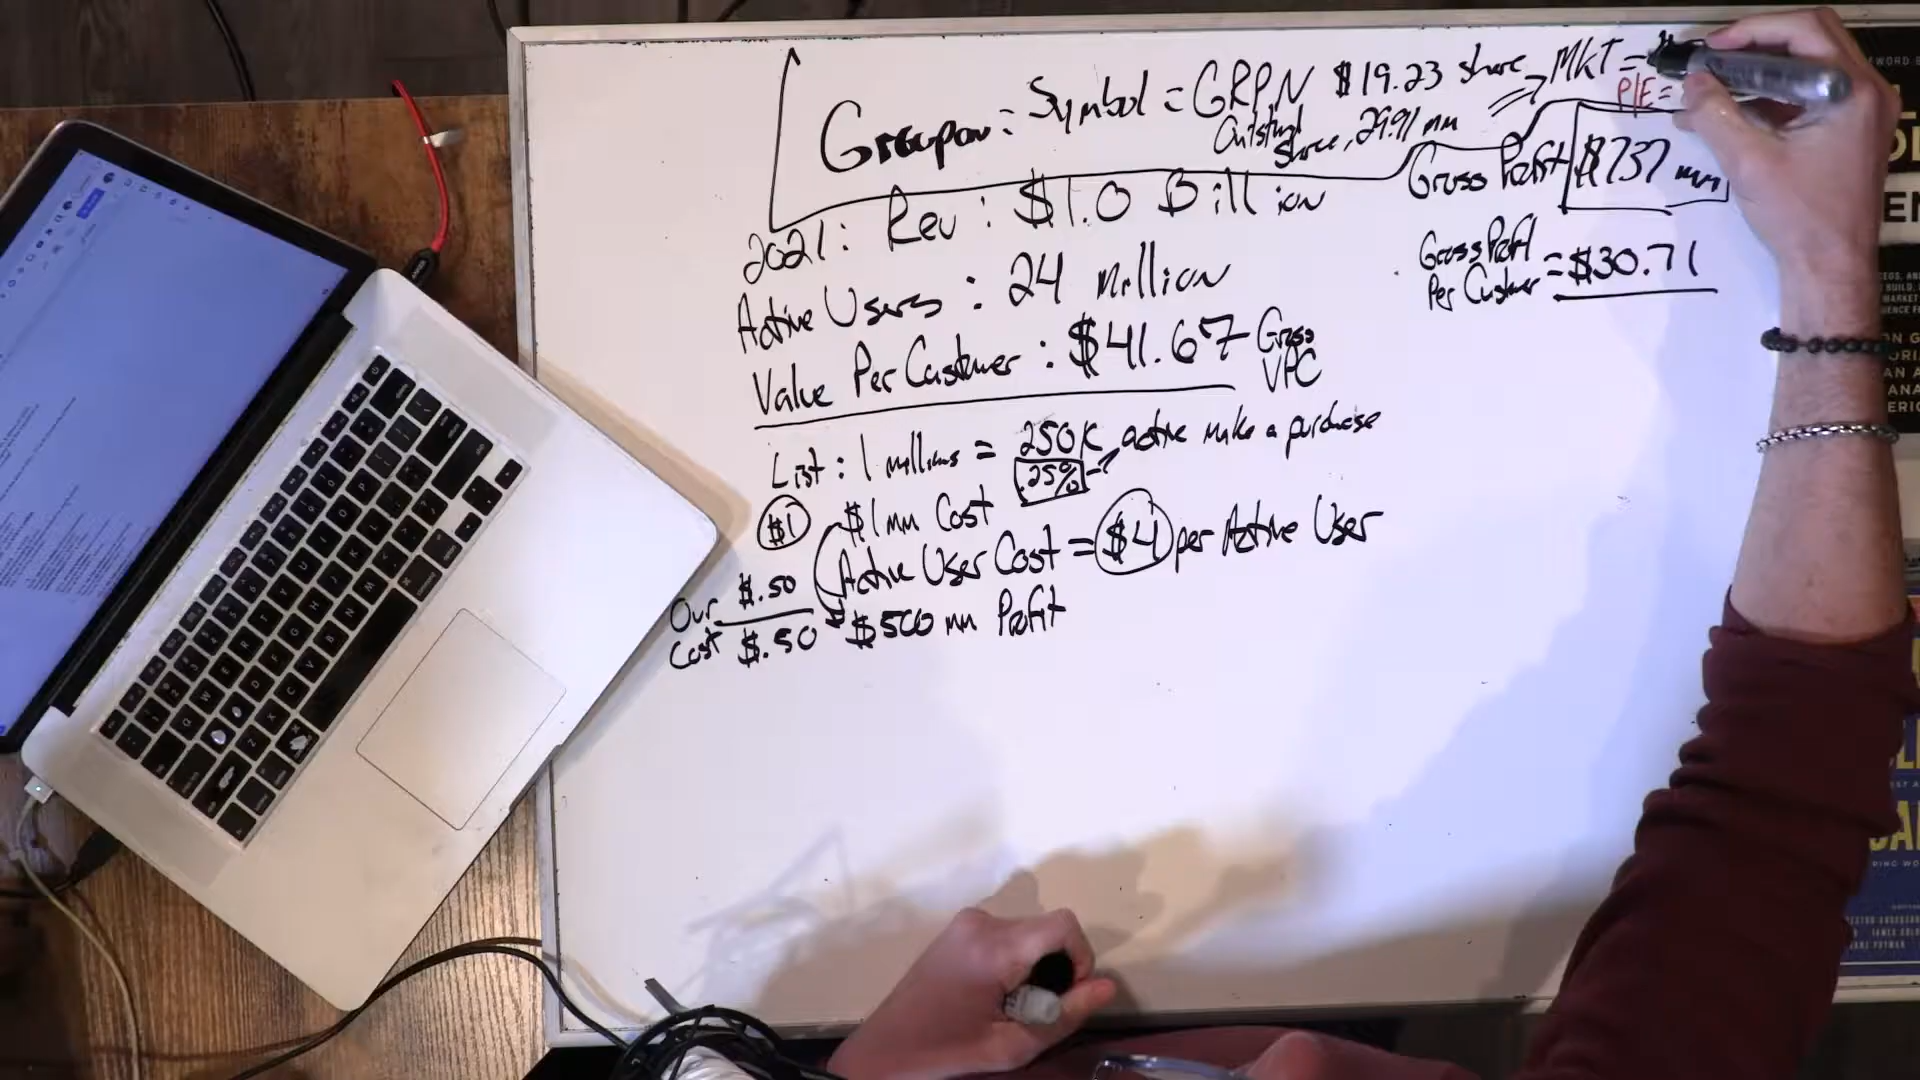 Groupon: Symbol = GRPN $19.23 share MKT =
P/E =
Outstand share, 29.91 mm
Gross Profit $737 mm
2021: Rev: $1.0 Billion
Gross Profit Per Customer = $30.71
Active Users: 24 Million
Value Per Customer: $41.67 Gross VPC
List: 1 millions = 250K active make a purchase
.25%
$1 $1mm Cost
Active User Cost = $4 per Active User
Our Cost $.50
$.50 $500 mm Profit